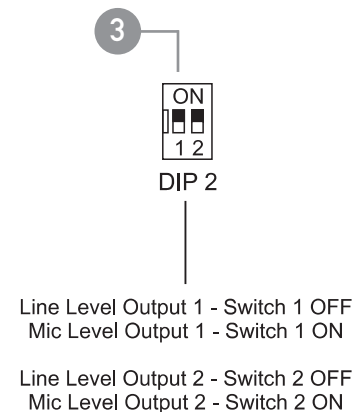 3
ON
1 2
DIP 2
Line Level Output 1 - Switch 1 OFF
Mic Level Output 1 - Switch 1 ON
Line Level Output 2 - Switch 2 OFF
Mic Level Output 2 - Switch 2 ON